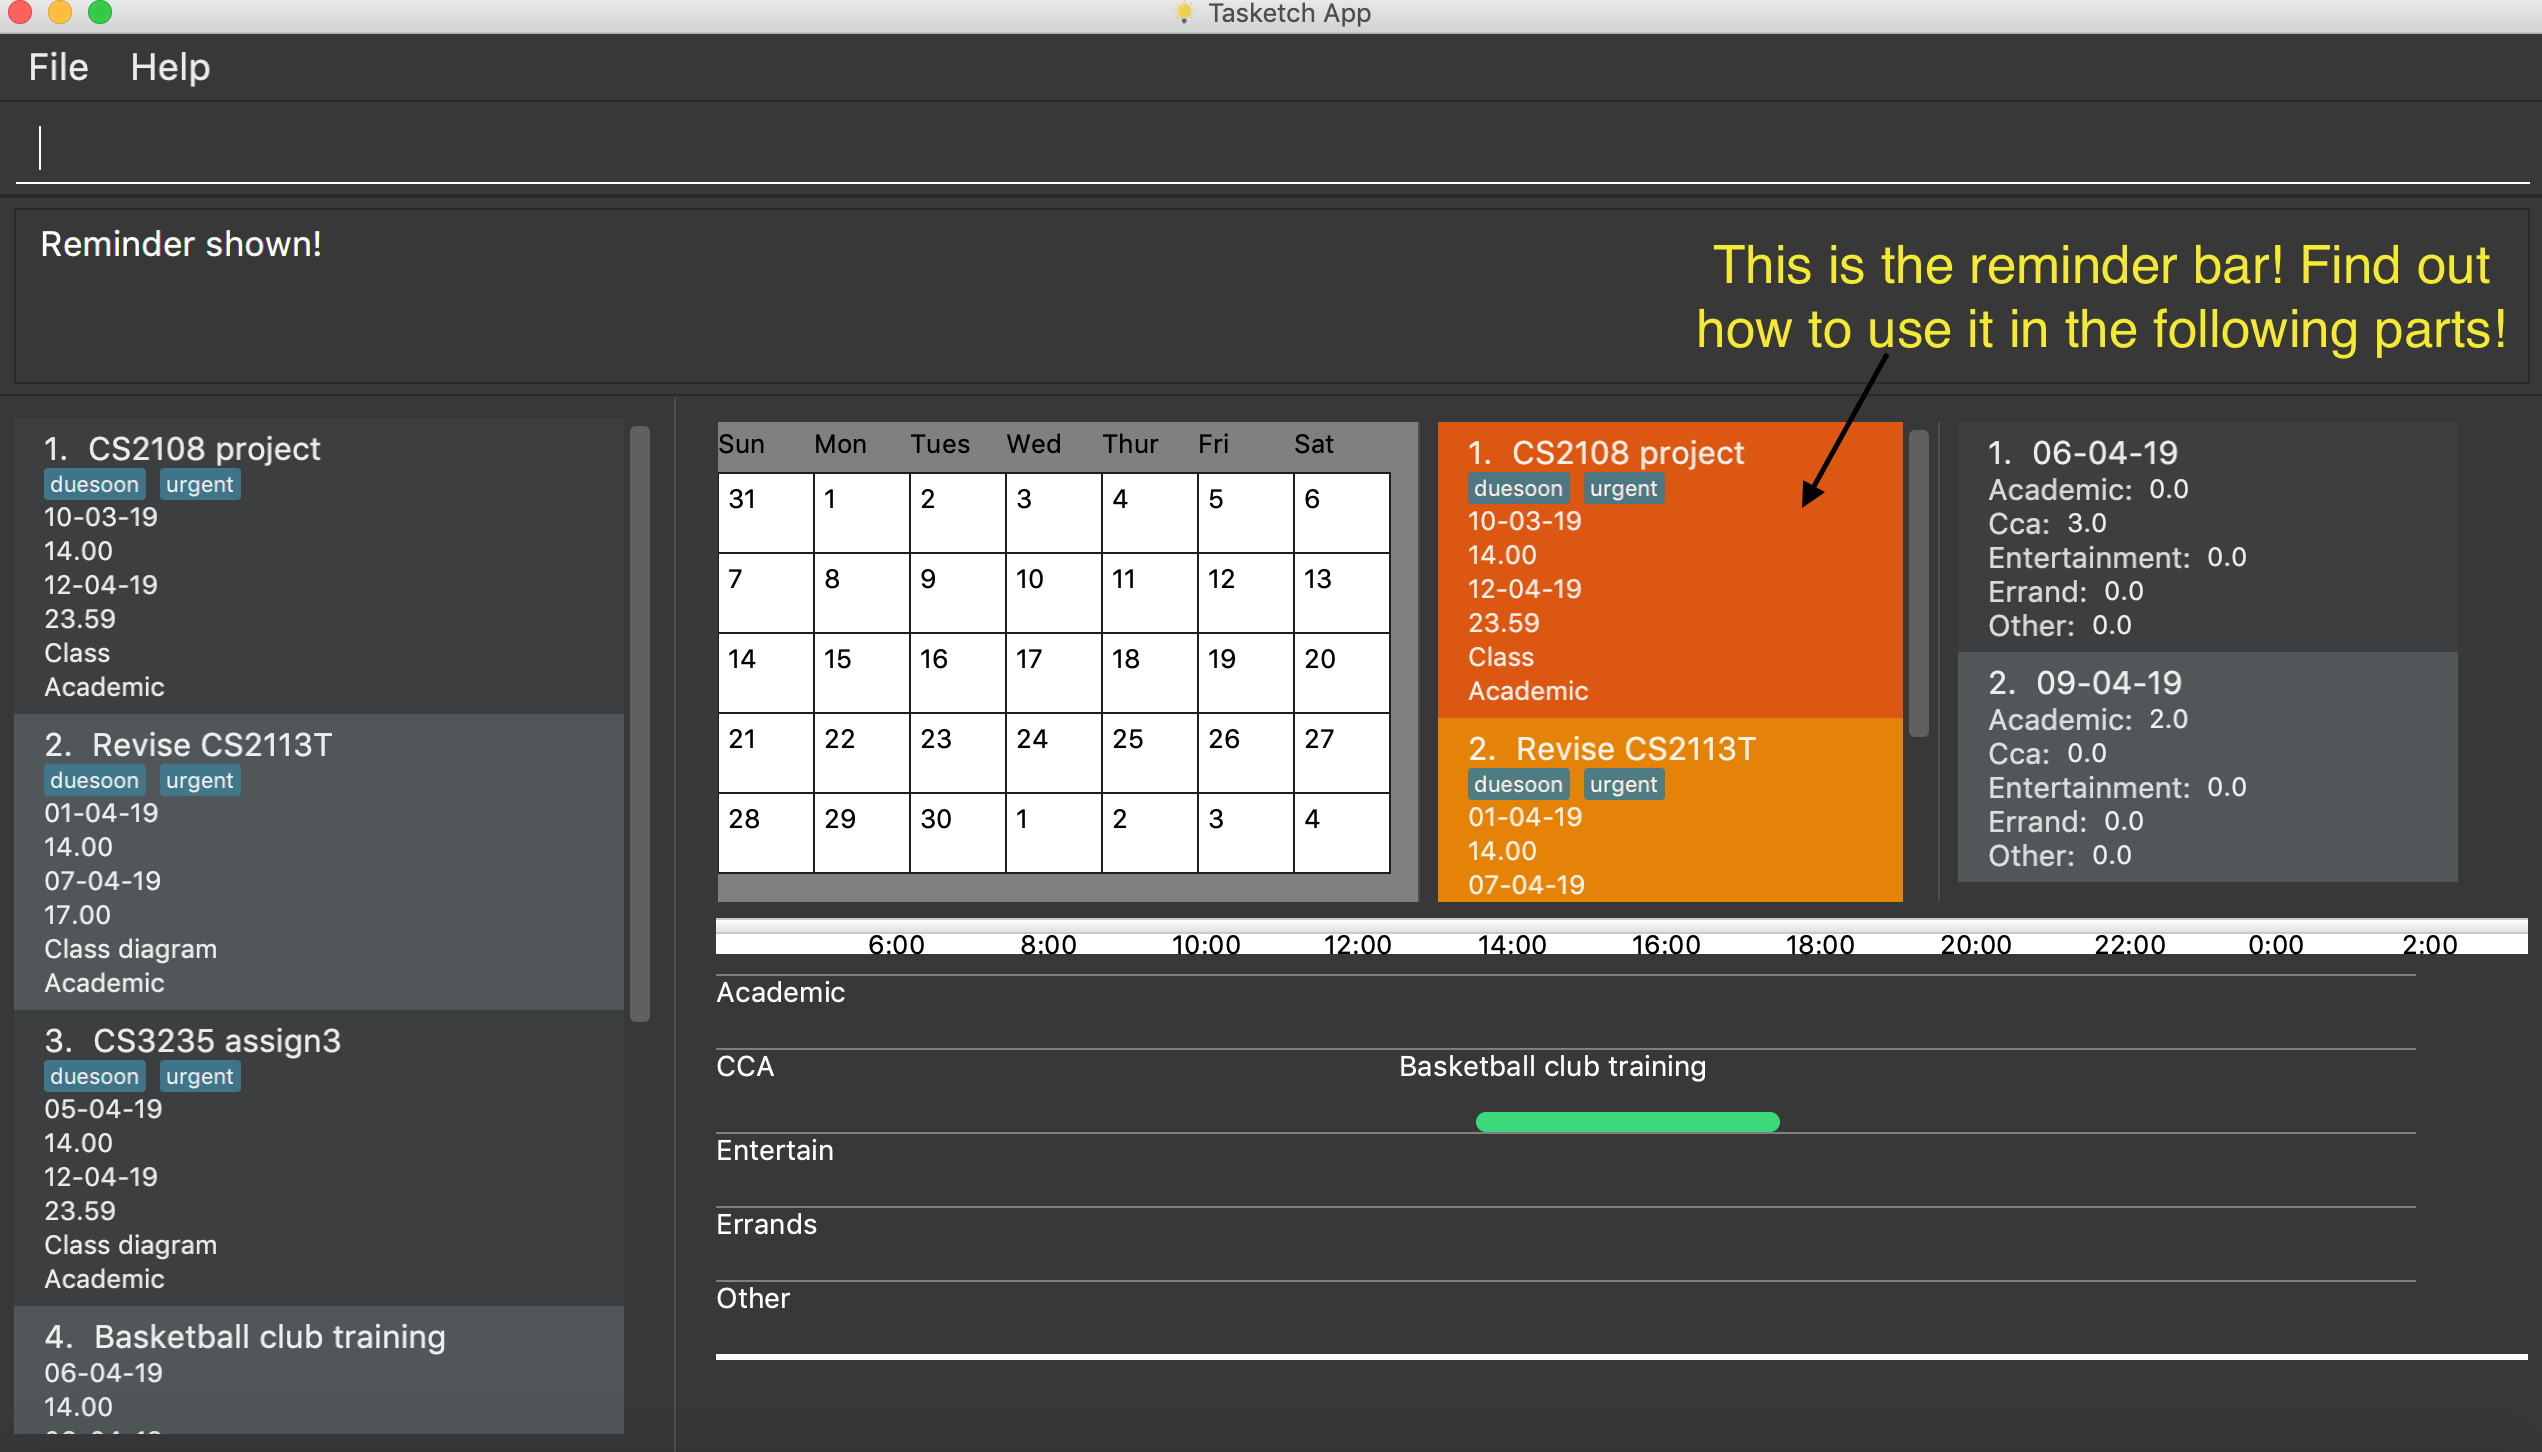 Tasketch App
File Help
Reminder shown!
This is the reminder bar! Find out
how to use it in the following parts!
1. CS2108 project
duesoon urgent
10-03-19
14.00
12-04-19
23.59
Class
Academic
2. Revise CS2113T
duesoon urgent
01-04-19
14.00
07-04-19
17.00
Class diagram
Academic
3. CS3235 assign3
duesoon urgent
05-04-19
14.00
12-04-19
23.59
Class diagram
Academic
4. Basketball club training
06-04-19
14.00
Sun Mon Tues Wed Thur Fri Sat
31 1 2 3 4 5 6
7 8 9 10 11 12 13
14 15 16 17 18 19 20
21 22 23 24 25 26 27
28 29 30 1 2 3 4
1. CS2108 project
duesoon urgent
10-03-19
14.00
12-04-19
23.59
Class
Academic
2. Revise CS2113T
duesoon urgent
01-04-19
14.00
07-04-19
1. 06-04-19
Academic: 0.0
Cca: 3.0
Entertainment: 0.0
Errand: 0.0
Other: 0.0
2. 09-04-19
Academic: 2.0
Cca: 0.0
Entertainment: 0.0
Errand: 0.0
Other: 0.0
6:00 8:00 10:00 12:00 14:00 16:00 18:00 20:00 22:00 0:00 2:00
Academic
CCA Basketball club training
Entertain
Errands
Other